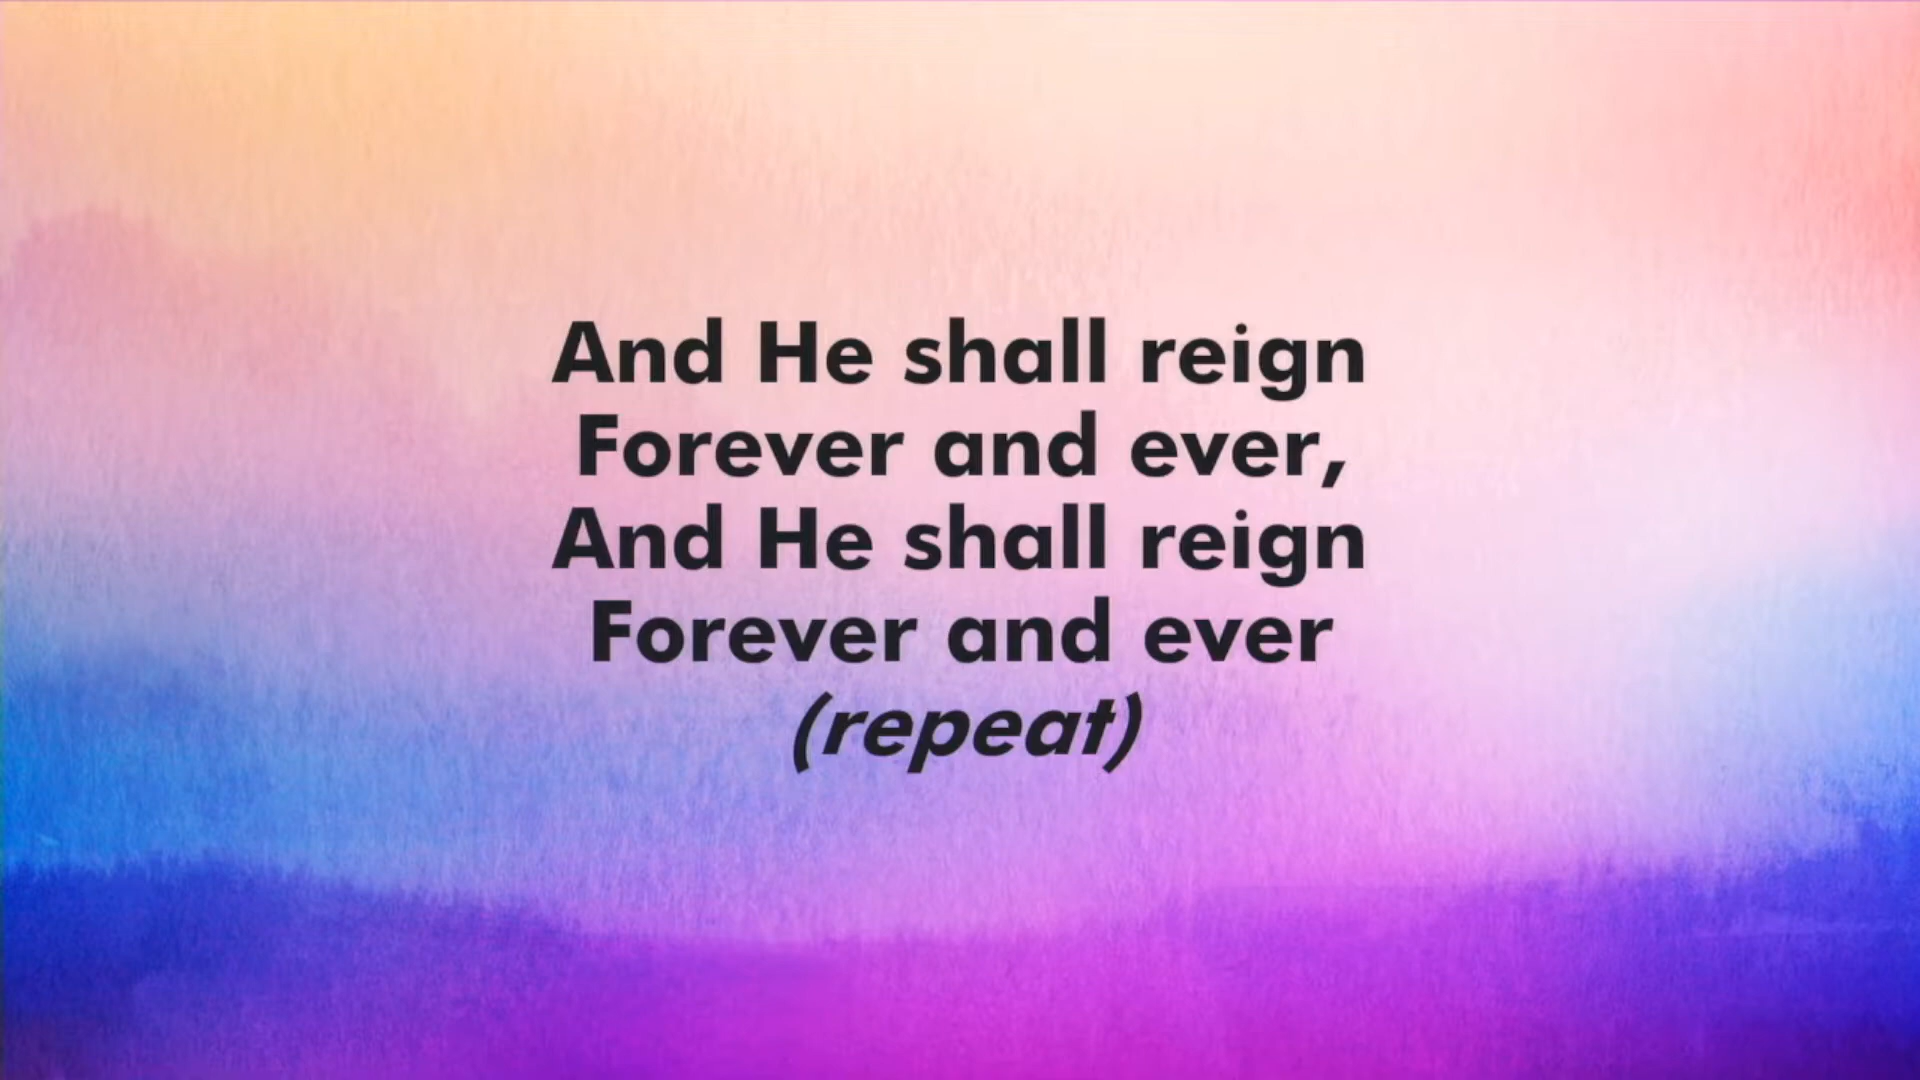 And He shall reign
Forever and ever,
And He shall reign
Forever and ever
(repeat)